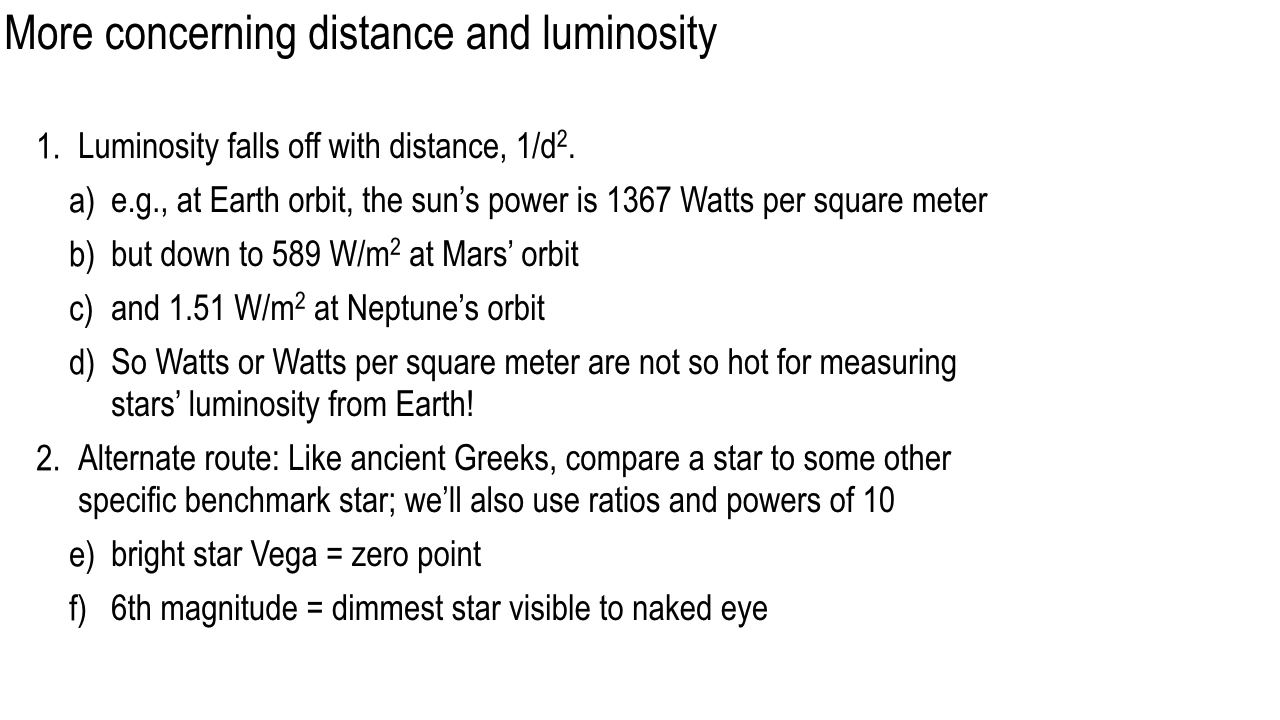 More concerning distance and luminosity
1. Luminosity falls off with distance, 1/d².
a) e.g., at Earth orbit, the sun’s power is 1367 Watts per square meter
b) but down to 589 W/m² at Mars’ orbit
c) and 1.51 W/m² at Neptune’s orbit
d) So Watts or Watts per square meter are not so hot for measuring
stars’ luminosity from Earth!
2. Alternate route: Like ancient Greeks, compare a star to some other
specific benchmark star; we’ll also use ratios and powers of 10
e) bright star Vega = zero point
f) 6th magnitude = dimmest star visible to naked eye